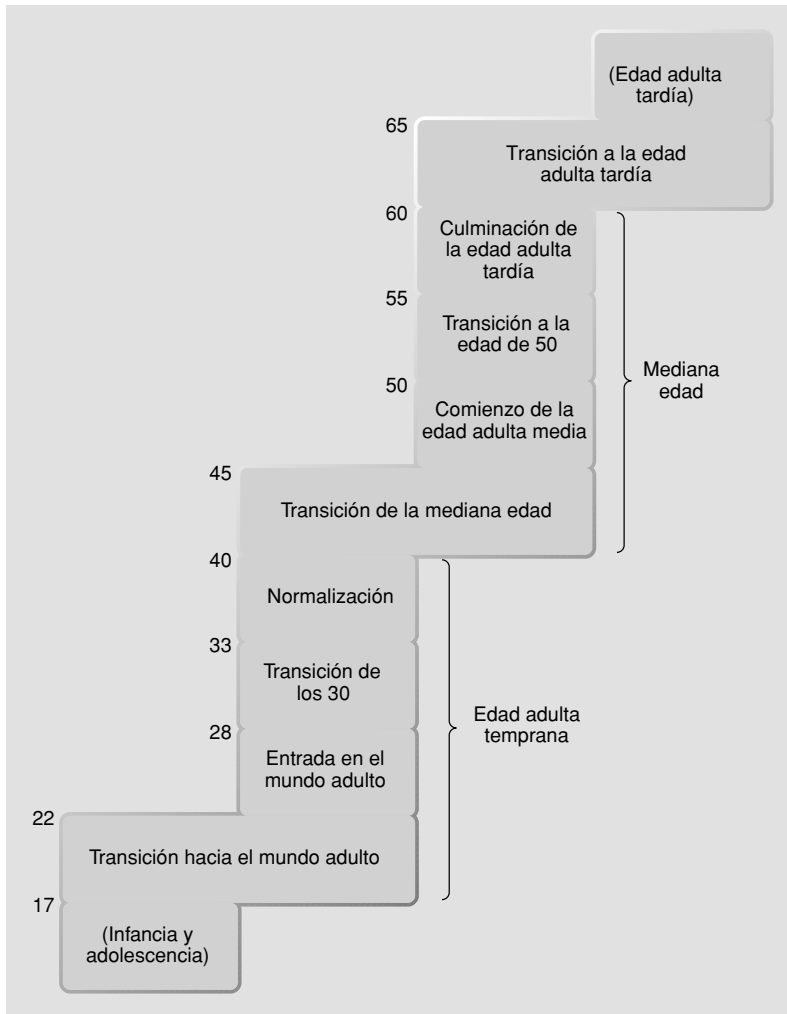 (Edad adulta
tardía)
65
Transición a la edad
adulta tardía
60
Culminación de
la edad adulta
tardía
55
Transición a la
edad de 50
Mediana
edad
50
Comienzo de la
edad adulta media
45
Transición de la mediana edad
40
Normalización
33
Transición de
los 30
Edad adulta
temprana
28
Entrada en el
mundo adulto
22
Transición hacia el mundo adulto
17
(Infancia y
adolescencia)